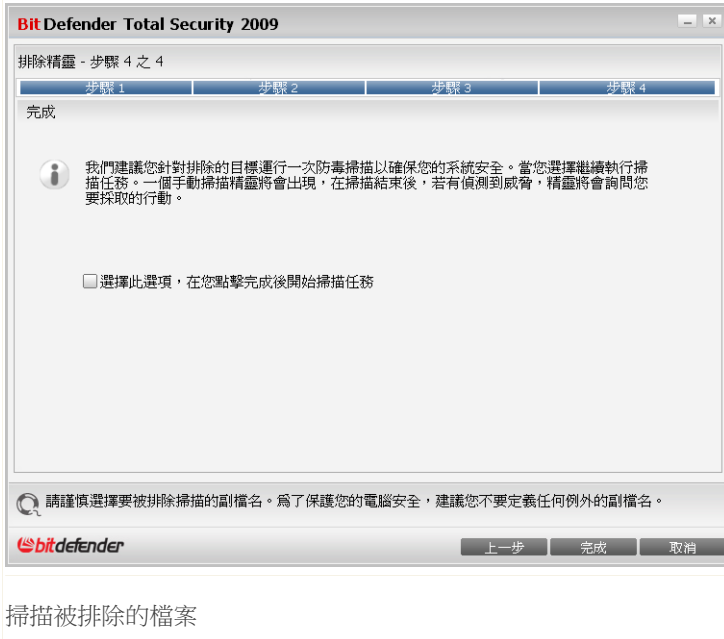 BitDefender Total Security 2009
排除精靈 - 步驟 4 之 4
步驟 1 步驟 2 步驟 3 步驟 4
完成
我們建議您針對排除的目標運行一次防毒掃描以確保您的系統安全。當您選擇繼續執行掃
描任務。一個手動掃描精靈將會出現，在掃描結束後，若有偵測到威脅，精靈將會詢問您
要採取的行動。
選擇此選項，在您點擊完成後開始掃描任務
請謹慎選擇要被排除掃描的副檔名。爲了保護您的電腦安全，建議您不要定義任何例外的副檔名。
bitdefender
上一步 完成 取消
掃描被排除的檔案